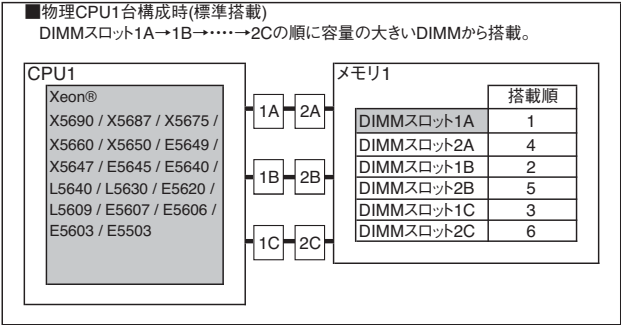 ■物理CPU1台構成時(標準搭載)
DIMMスロット1A→1B→････→2Cの順に容量の大きいDIMMから搭載。
CPU1
Xeon®
X5690 / X5687 / X5675 /
X5660 / X5650 / E5649 /
X5647 / E5645 / E5640 /
L5640 / L5630 / E5620 /
L5609 / E5607 / E5606 /
E5603 / E5503
1A 2A
1B 2B
1C 2C
メモリ1
搭載順
DIMMスロット1A 1
DIMMスロット2A 4
DIMMスロット1B 2
DIMMスロット2B 5
DIMMスロット1C 3
DIMMスロット2C 6